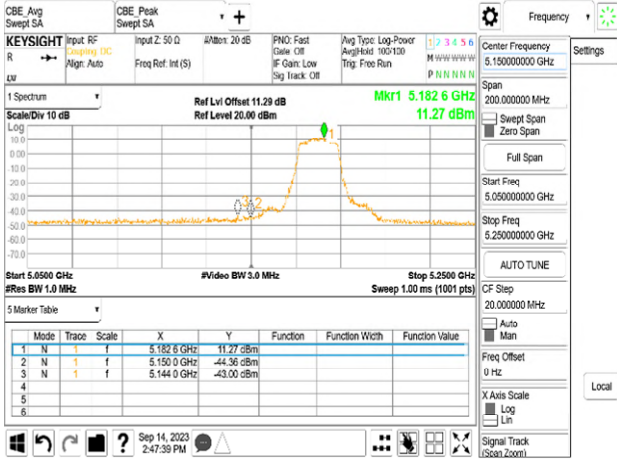 CBE_Avg
Swept SA
CBE_Peak
Swept SA
+
Frequency
KEYSIGHT
R
LXI
Input: RF
Coupling: DC
Align: Auto
Input Z: 50 Ω
Freq Ref: Int (S)
#Atten: 20 dB
PNO: Fast
Gate: Off
IF Gain: Low
Sig Track: Off
Avg Type: Log-Power
Avg|Hold: 100/100
Trig: Free Run
1 2 3 4 5 6
M W W W W W
P N N N N N
Center Frequency
5.150000000 GHz
Settings
1 Spectrum
Scale/Div 10 dB
Ref Lvl Offset 11.29 dB
Ref Level 20.00 dBm
Mkr1 5.182 6 GHz
11.27 dBm
Span
200.000000 MHz
Swept Span
Zero Span
Full Span
Log
10.0
0.00
-10.0
-20.0
-30.0
-40.0
-50.0
-60.0
-70.0
1
3
2
Start Freq
5.050000000 GHz
Stop Freq
5.250000000 GHz
AUTO TUNE
Start 5.0500 GHz
#Res BW 1.0 MHz
#Video BW 3.0 MHz
Stop 5.2500 GHz
Sweep 1.00 ms (1001 pts)
CF Step
20.000000 MHz
Auto
Man
5 Marker Table
Mode Trace Scale X Y Function Function Width Function Value
1 N 1 f 5.182 6 GHz 11.27 dBm
2 N 1 f 5.150 0 GHz -44.36 dBm
3 N 1 f 5.144 0 GHz -43.00 dBm
4
5
6
Freq Offset
0 Hz
X Axis Scale
Log
Lin
Local
Signal Track
(Span Zoom)
?
Sep 14, 2023
2:47:39 PM